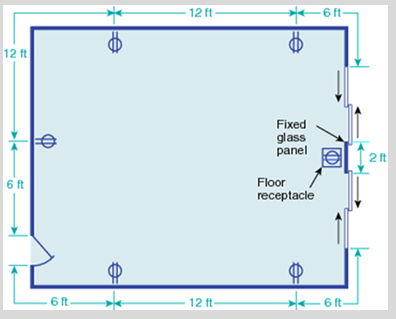 12 ft
6 ft
12 ft
Fixed
glass
panel
2 ft
Floor
receptacle
6 ft
6 ft
12 ft
6 ft